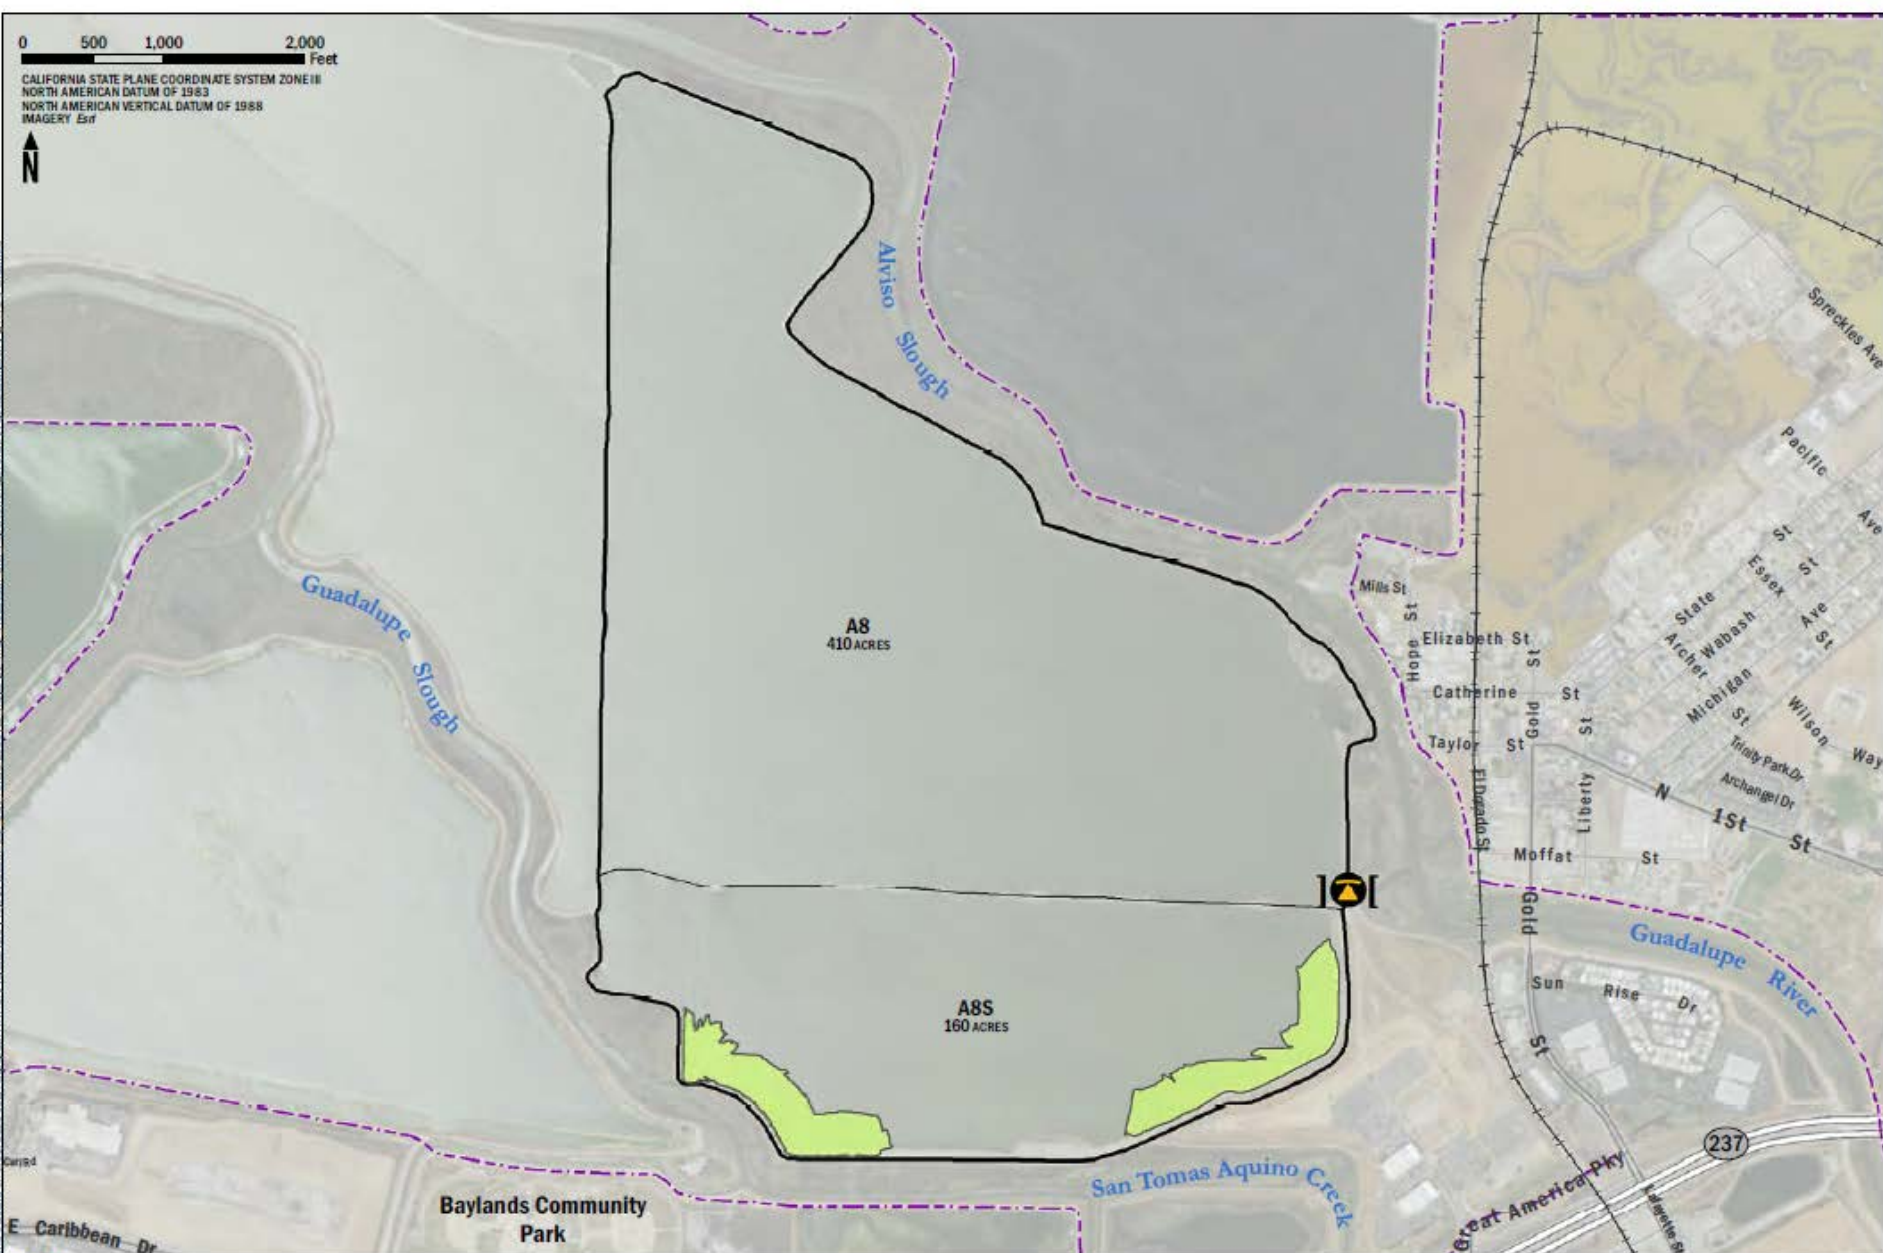 0 500 1,000 2,000
Feet
CALIFORNIA STATE PLANE COORDINATE SYSTEM ZONE III
NORTH AMERICAN DATUM OF 1983
NORTH AMERICAN VERTICAL DATUM OF 1988
IMAGERY Esri
N
Alviso
Slough
Guadalupe
Slough
A8
410 ACRES
A8S
160 ACRES
][
Spreckles Ave
Pacific
Ave
State St
Essex St
Wabash Ave
Archer St
Michigan
St
Wilson
Way
Trinity Park Dr
Archangel Dr
Mills St
Hope St
Elizabeth St
Catherine St
Gold St
Taylor St
El Dorado St
Liberty St
N 1St St
Moffat St
Gold St
Guadalupe River
Sun Rise Dr
237
Great America Pky
Lafayette St
San Tomas Aquino Creek
Baylands Community
Park
E Caribbean Dr